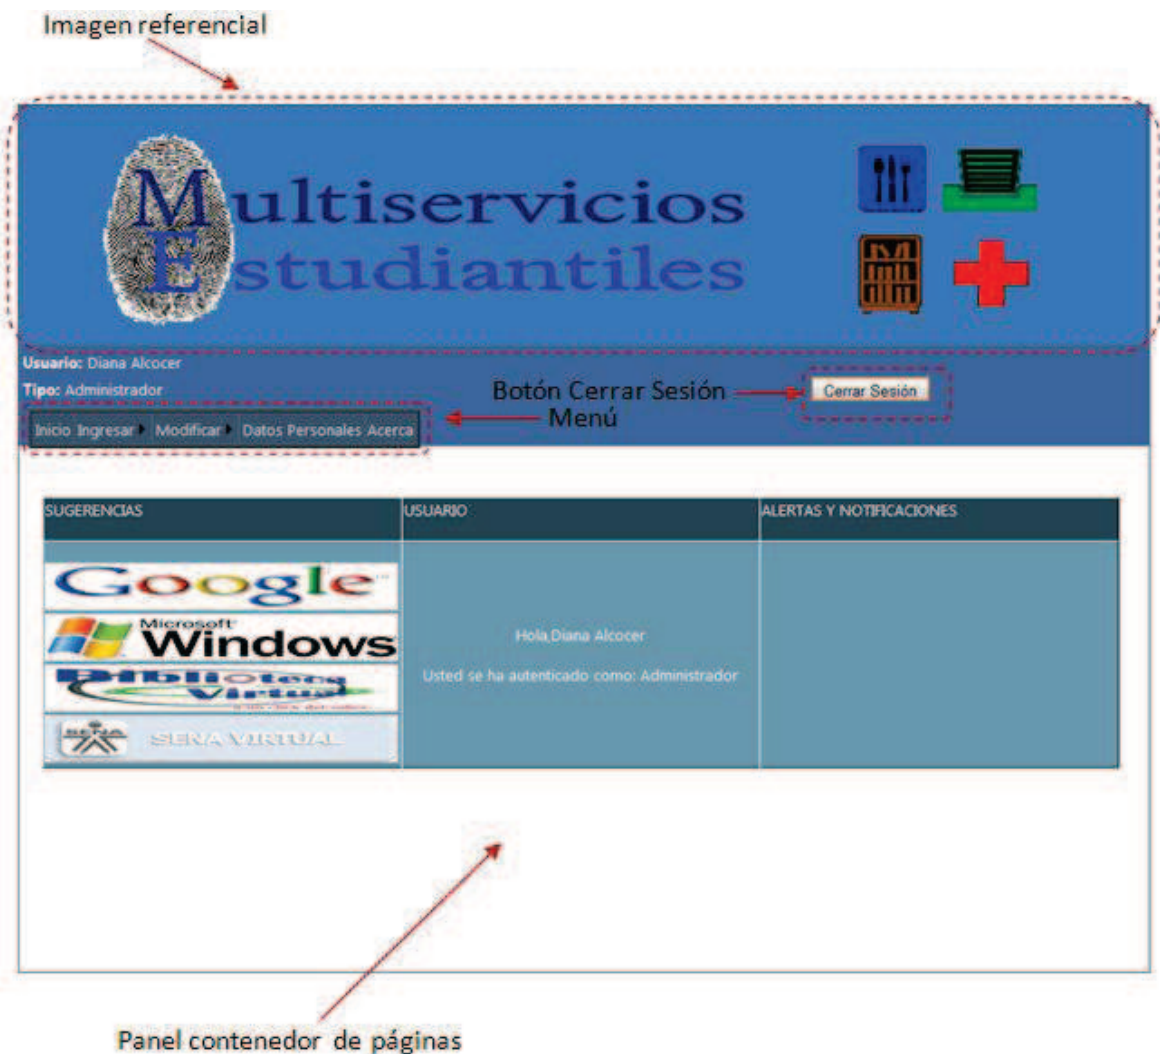 Imagen referencial
Multiservicios
Estudiantiles
Usuario: Diana Alcocer
Tipo: Administrador
Botón Cerrar Sesión
Cerrar Sesión
Menú
Inicio Ingresar Modificar Datos Personales Acerca
SUGERENCIAS
USUARIO
ALERTAS Y NOTIFICACIONES
Google™
Microsoft
Windows
Biblioteca
Virtual
Hola,Diana Alcocer
Usted se ha autenticado como: Administrador
SENA
SENA VIRTUAL
Panel contenedor de páginas